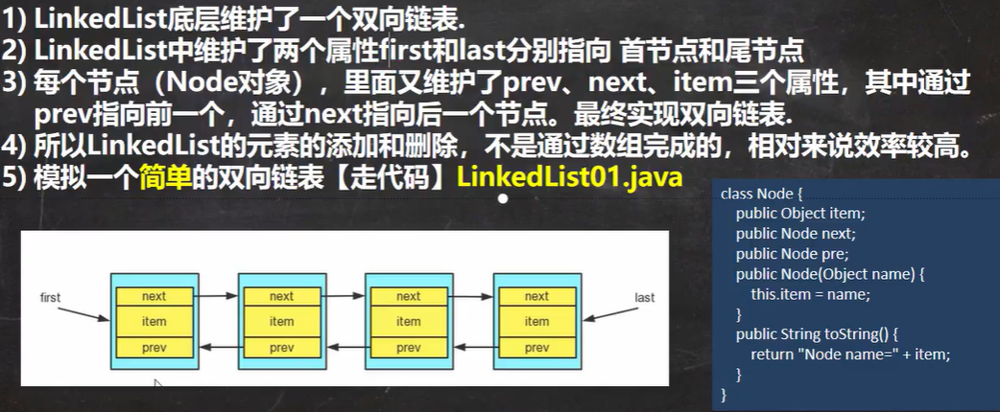 1) LinkedList底层维护了一个双向链表.
2) LinkedList中维护了两个属性first和last分别指向 首节点和尾节点
3) 每个节点（Node对象），里面又维护了prev、next、item三个属性，其中通过
prev指向前一个，通过next指向后一个节点。最终实现双向链表.
4) 所以LinkedList的元素的添加和删除，不是通过数组完成的，相对来说效率较高。
5) 模拟一个简单的双向链表【走代码】LinkedList01.java
first
next
item
prev
next
item
prev
next
item
prev
next
item
prev
last
class Node {
public Object item;
public Node next;
public Node pre;
public Node(Object name) {
this.item = name;
}
public String toString() {
return "Node name=" + item;
}
}